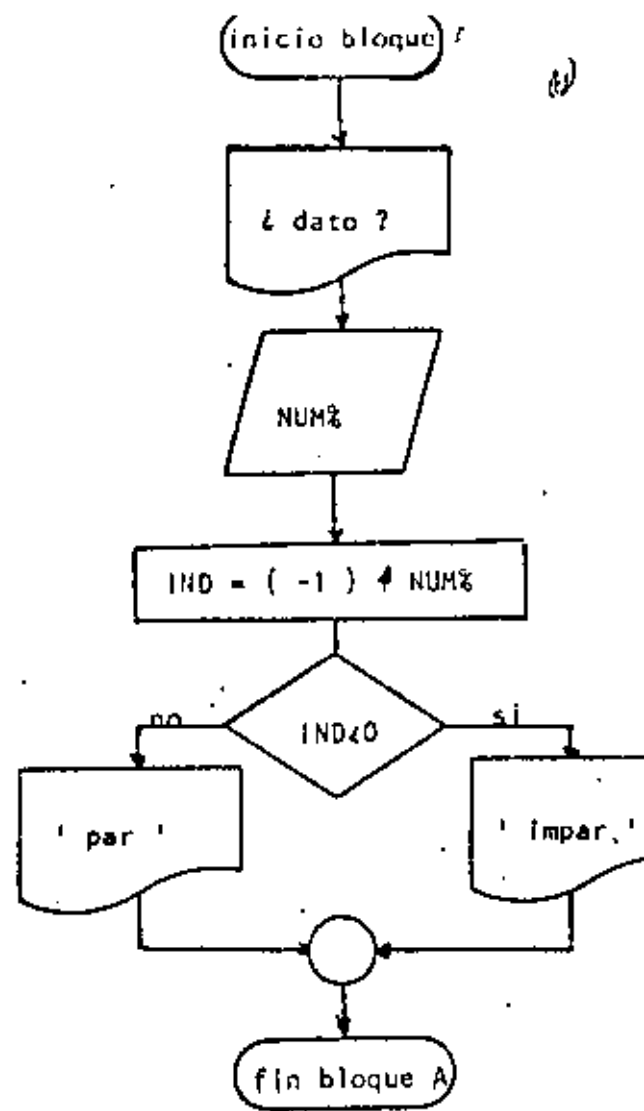 inicio bloque
¿ dato ?
NUM%
IND = ( -1 ) ↑ NUM%
IND<0
no
si
' par '
' impar '
fin bloque A